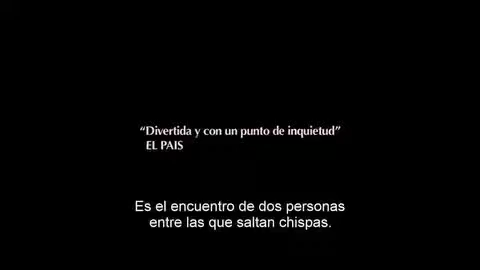 “Divertida y con un punto de inquietud”
EL PAIS
Es el encuentro de dos personas
entre las que saltan chispas.